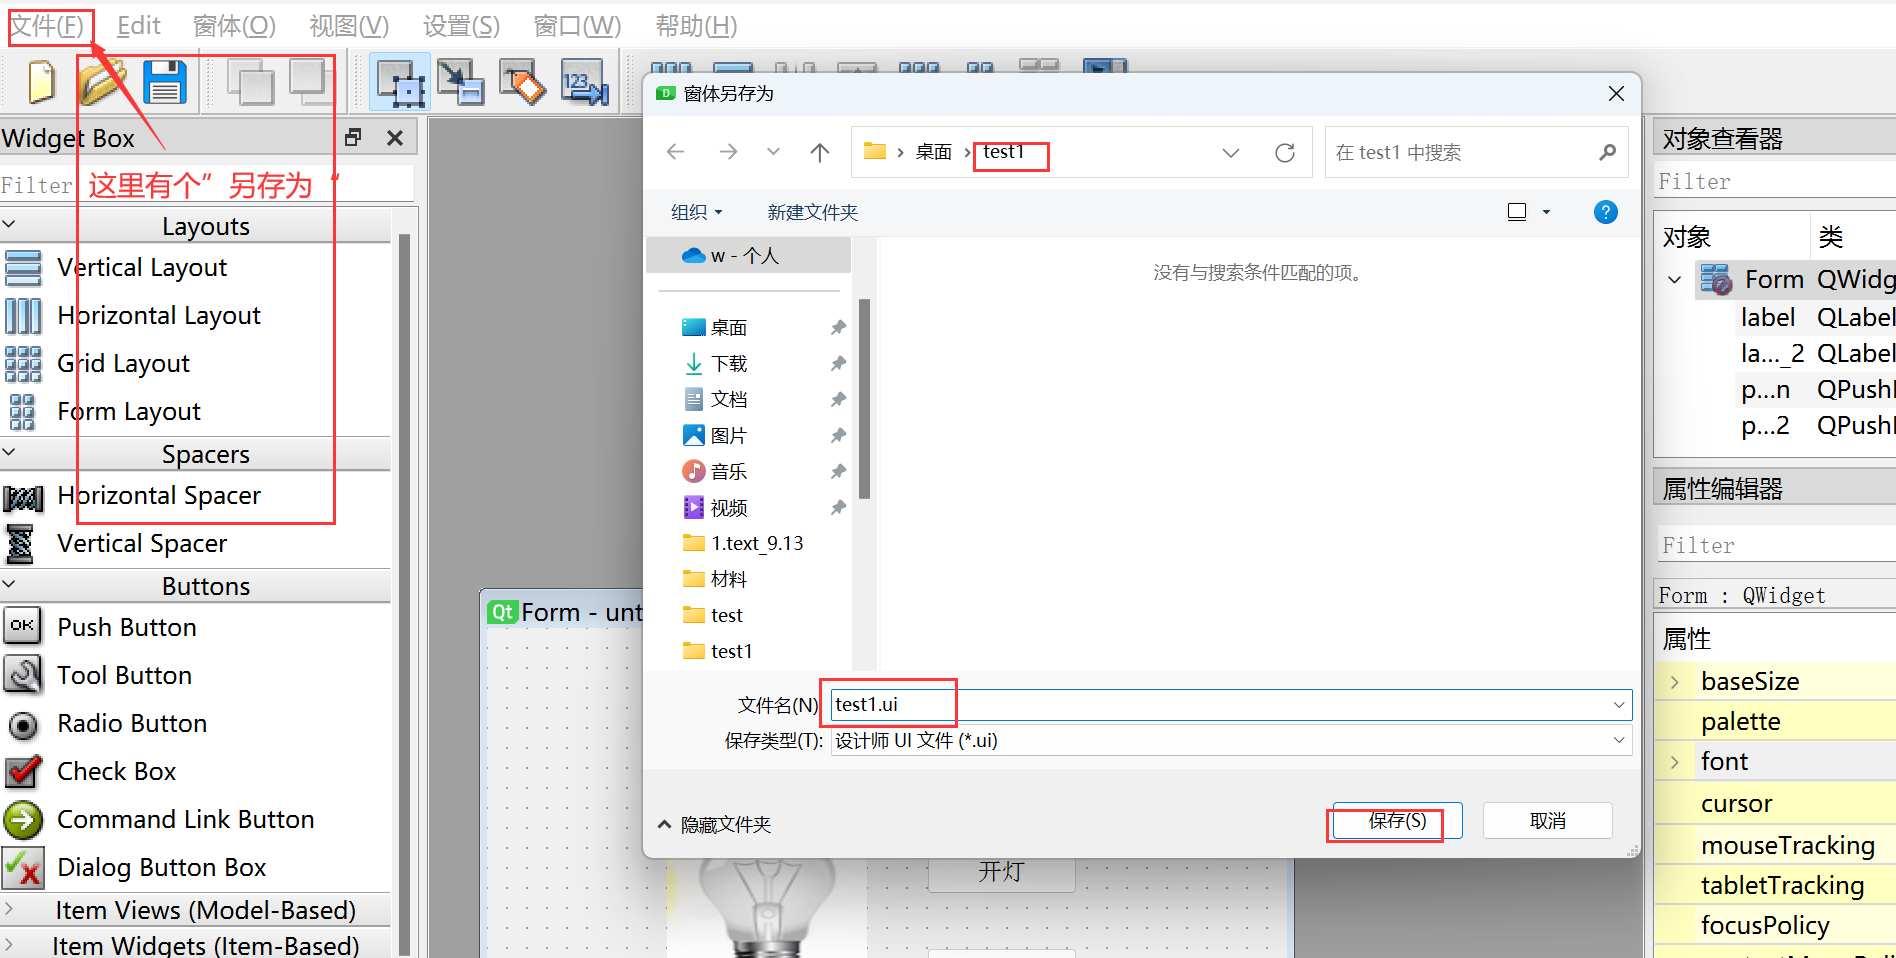 文件(F) Edit 窗体(O) 视图(V) 设置(S) 窗口(W) 帮助(H)
123
Widget Box
Filter
这里有个”另存为“
Layouts
Vertical Layout
Horizontal Layout
Grid Layout
Form Layout
Spacers
Horizontal Spacer
Vertical Spacer
Buttons
OK
Push Button
Tool Button
Radio Button
Check Box
Command Link Button
Dialog Button Box
Item Views (Model-Based)
Item Widgets (Item-Based)
Qt Form - unt
开灯
D 窗体另存为
桌面 test1
在 test1 中搜索
组织 新建文件夹
?
w - 个人
没有与搜索条件匹配的项。
桌面
下载
文档
图片
音乐
视频
1.text_9.13
材料
test
test1
文件名(N) test1.ui
保存类型(T): 设计师 UI 文件 (*.ui)
隐藏文件夹
保存(S) 取消
对象查看器
Filter
对象 类
Form QWidg
label QLabel
la..._2 QLabel
p...n QPushl
p...2 QPushl
属性编辑器
Filter
Form : QWidget
属性
baseSize
palette
font
cursor
mouseTracking
tabletTracking
focusPolicy